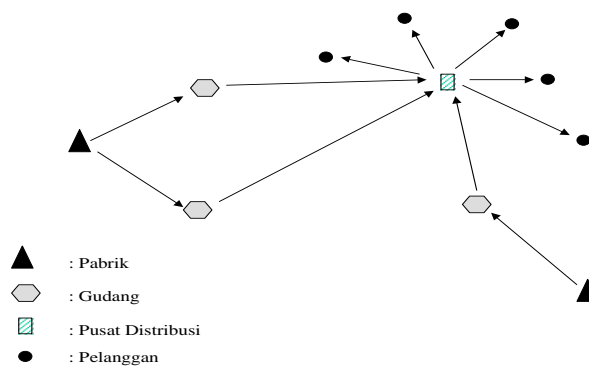 : Pabrik
: Gudang
: Pusat Distribusi
: Pelanggan